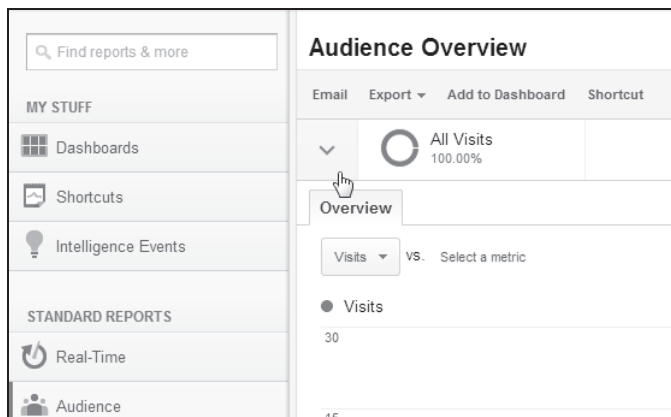 Find reports & more
MY STUFF
Dashboards
Shortcuts
Intelligence Events
STANDARD REPORTS
Real-Time
Audience
Audience Overview
Email Export Add to Dashboard Shortcut
All Visits
100.00%
Overview
Visits VS. Select a metric
Visits
30